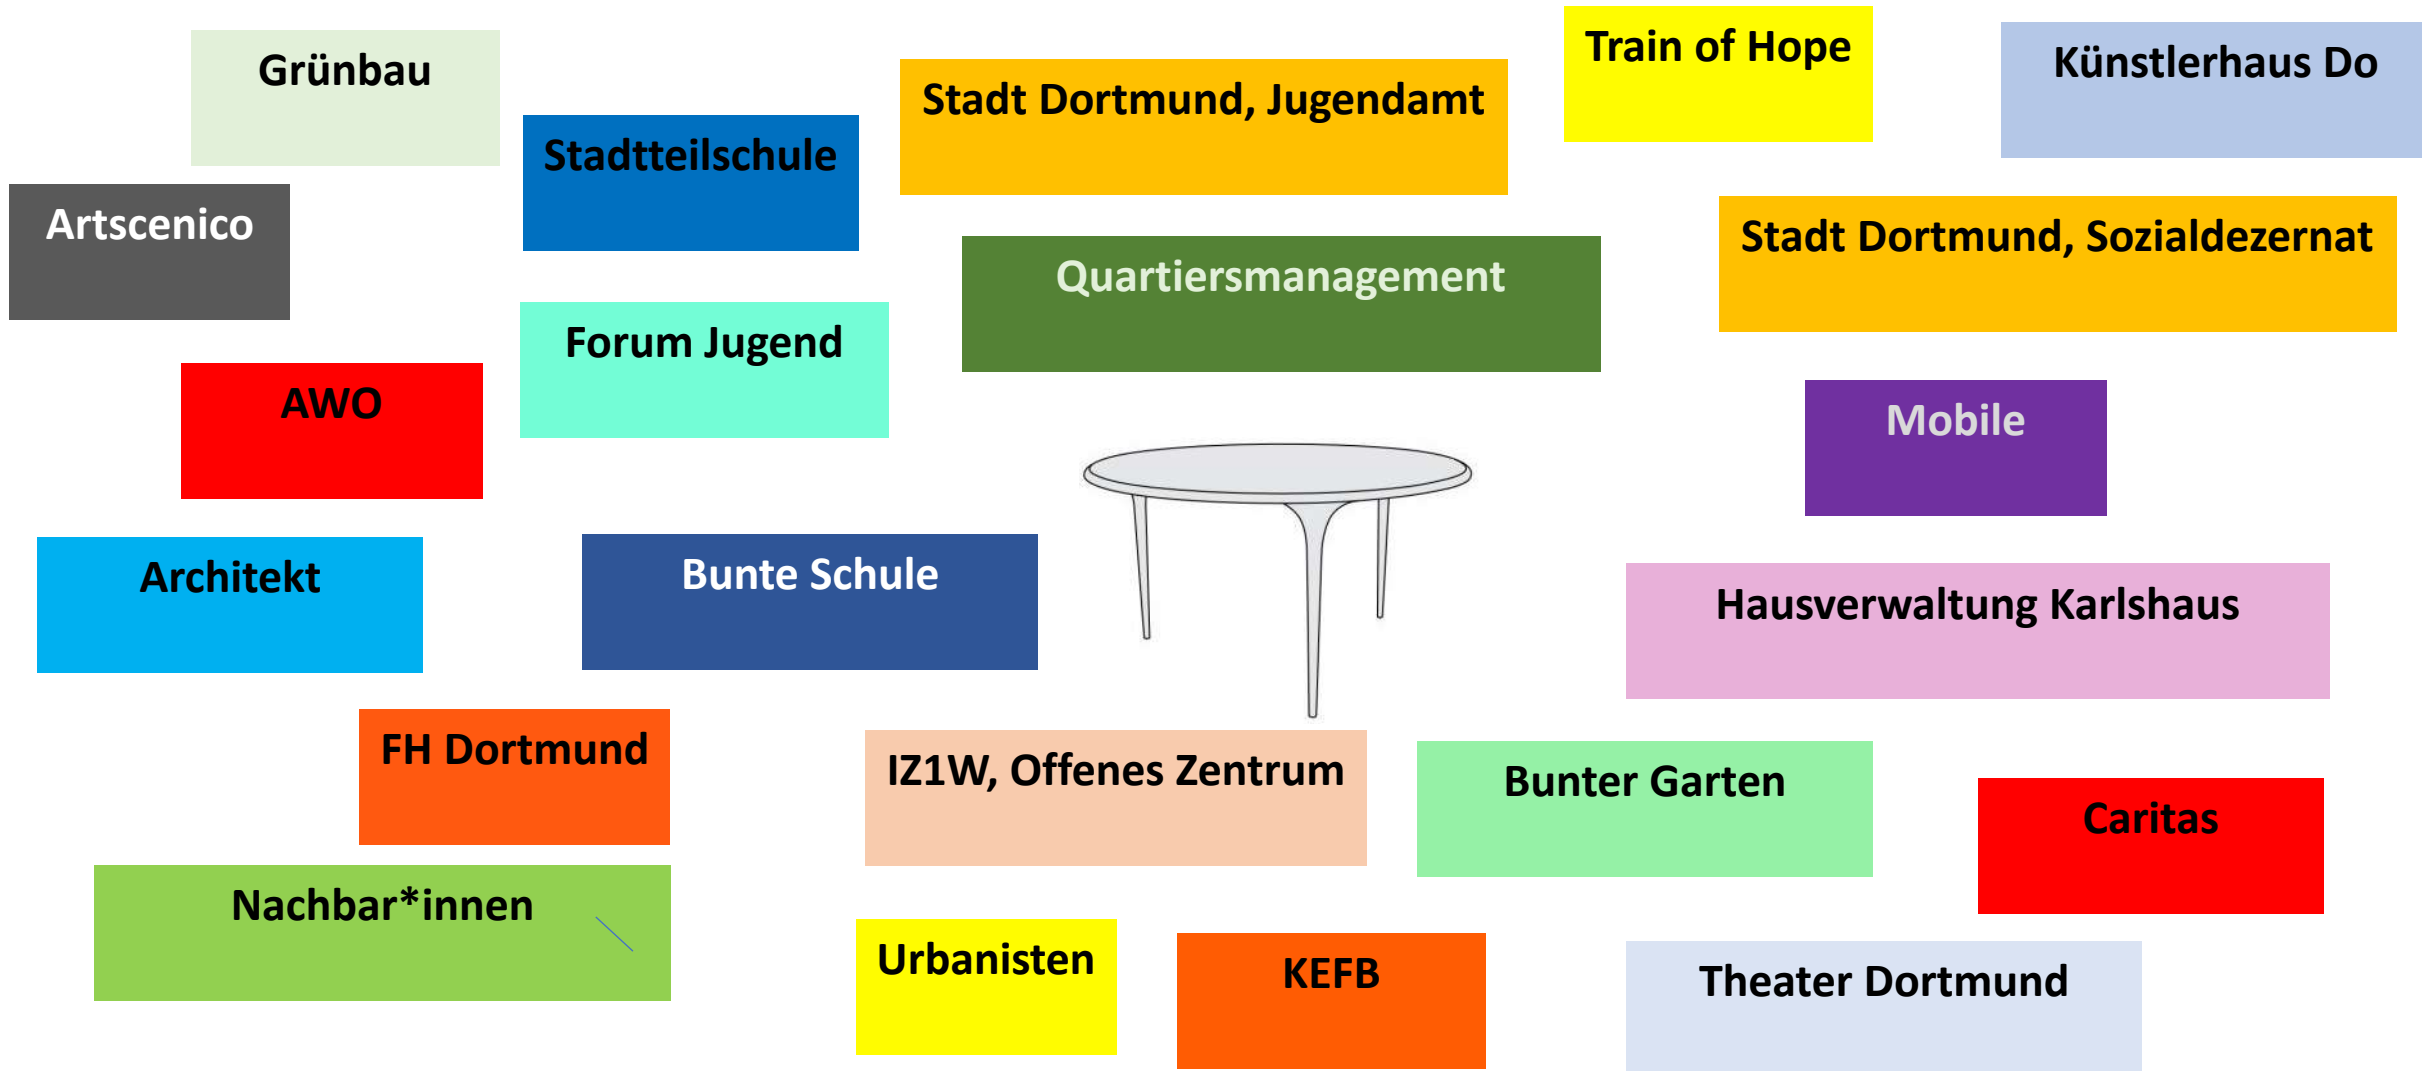 Train of Hope
Künstlerhaus Do
Grünbau
Stadt Dortmund, Jugendamt
Stadtteilschule
Artscenico
Stadt Dortmund, Sozialdezernat
Quartiersmanagement
Forum Jugend
AWO
Mobile
Architekt
Bunte Schule
Hausverwaltung Karlshaus
FH Dortmund
IZ1W, Offenes Zentrum
Bunter Garten
Caritas
Nachbar*innen
Urbanisten
KEFB
Theater Dortmund